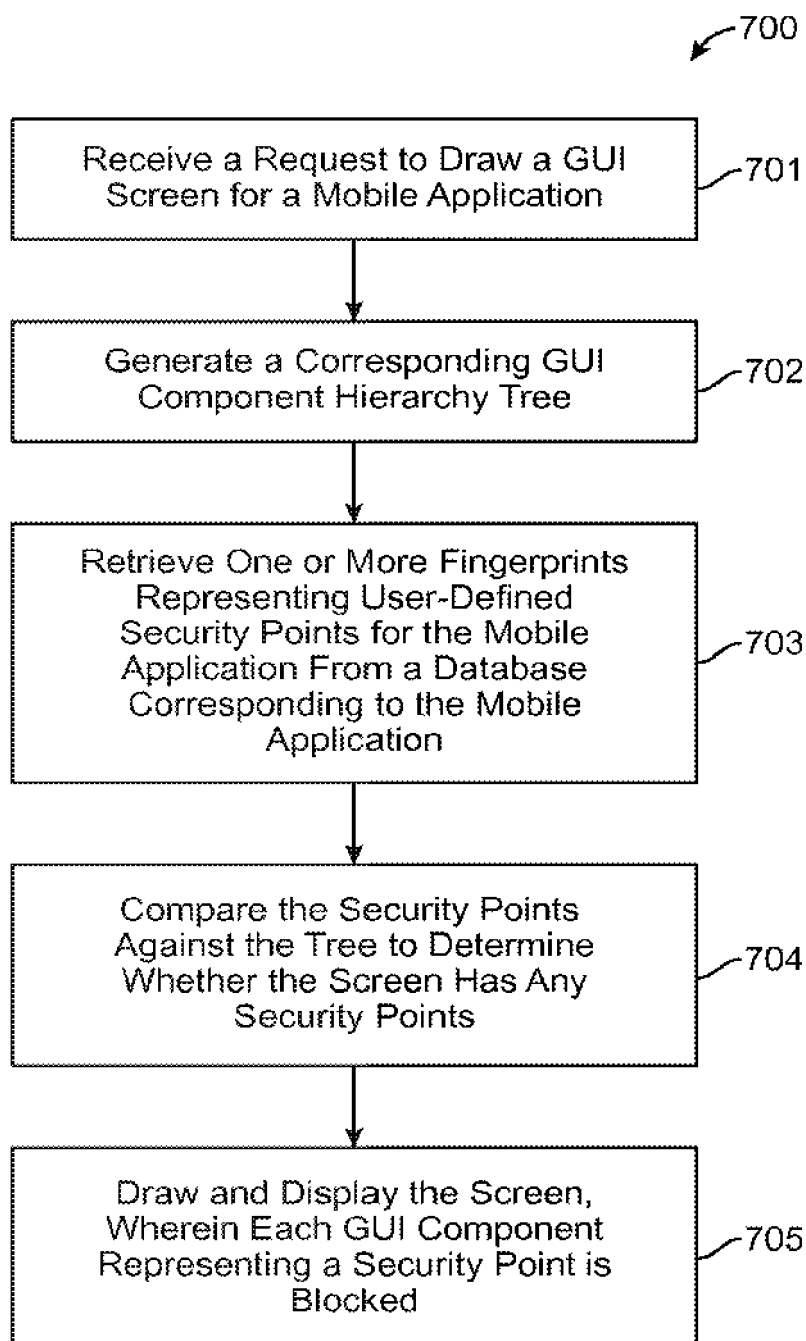 700
Receive a Request to Draw a GUI
Screen for a Mobile Application
701
Generate a Corresponding GUI
Component Hierarchy Tree
702
Retrieve One or More Fingerprints
Representing User-Defined
Security Points for the Mobile
Application From a Database
Corresponding to the Mobile
Application
703
Compare the Security Points
Against the Tree to Determine
Whether the Screen Has Any
Security Points
704
Draw and Display the Screen,
Wherein Each GUI Component
Representing a Security Point is
Blocked
705